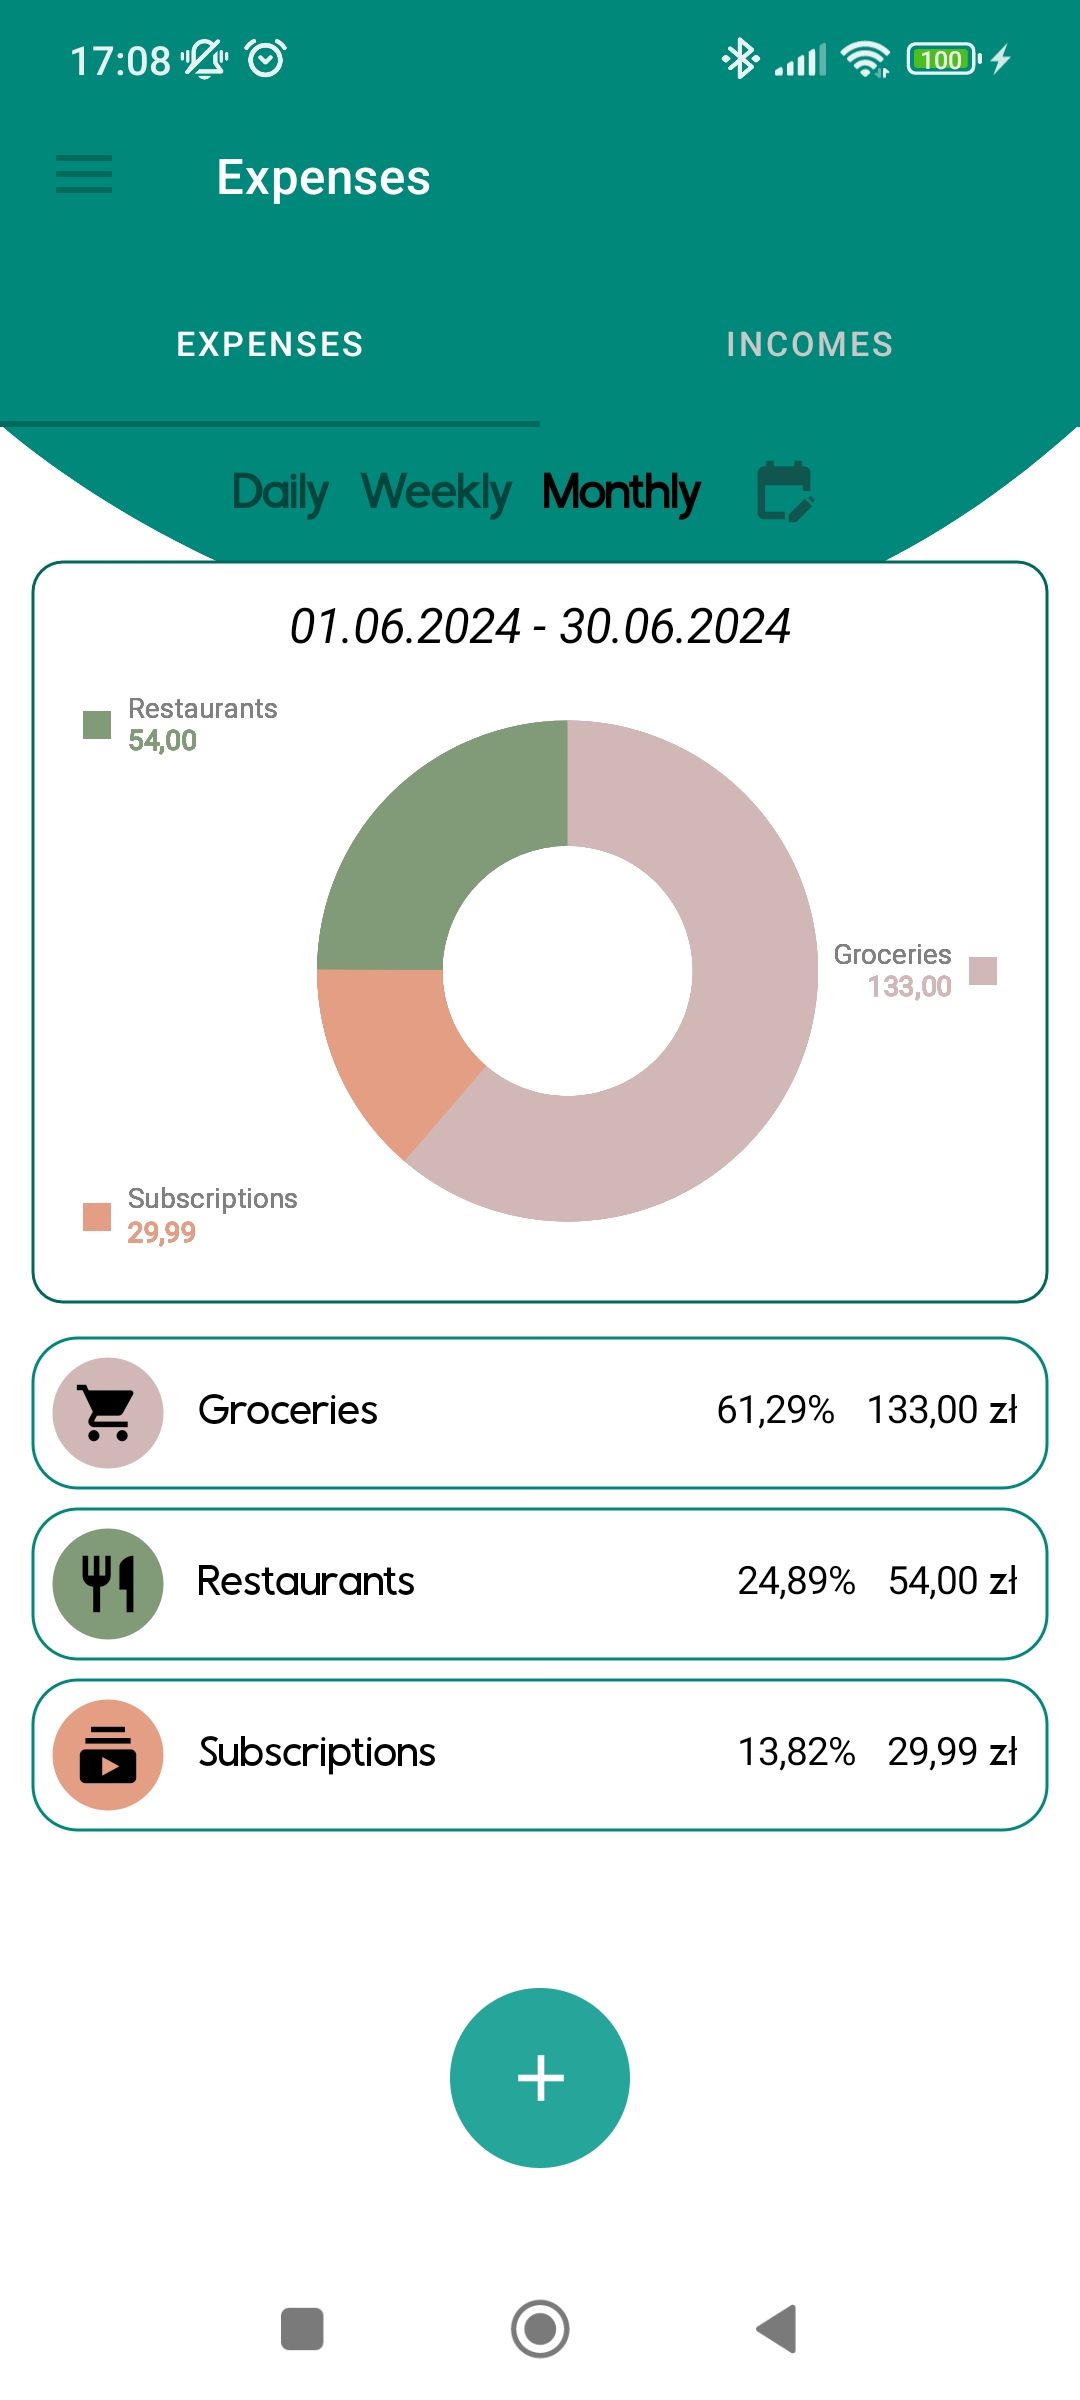 17:08 100
Expenses
EXPENSES INCOMES
Daily Weekly Monthly
01.06.2024 - 30.06.2024
Restaurants
54,00
Groceries
133,00
Subscriptions
29,99
Groceries 61,29% 133,00 zł
Restaurants 24,89% 54,00 zł
Subscriptions 13,82% 29,99 zł